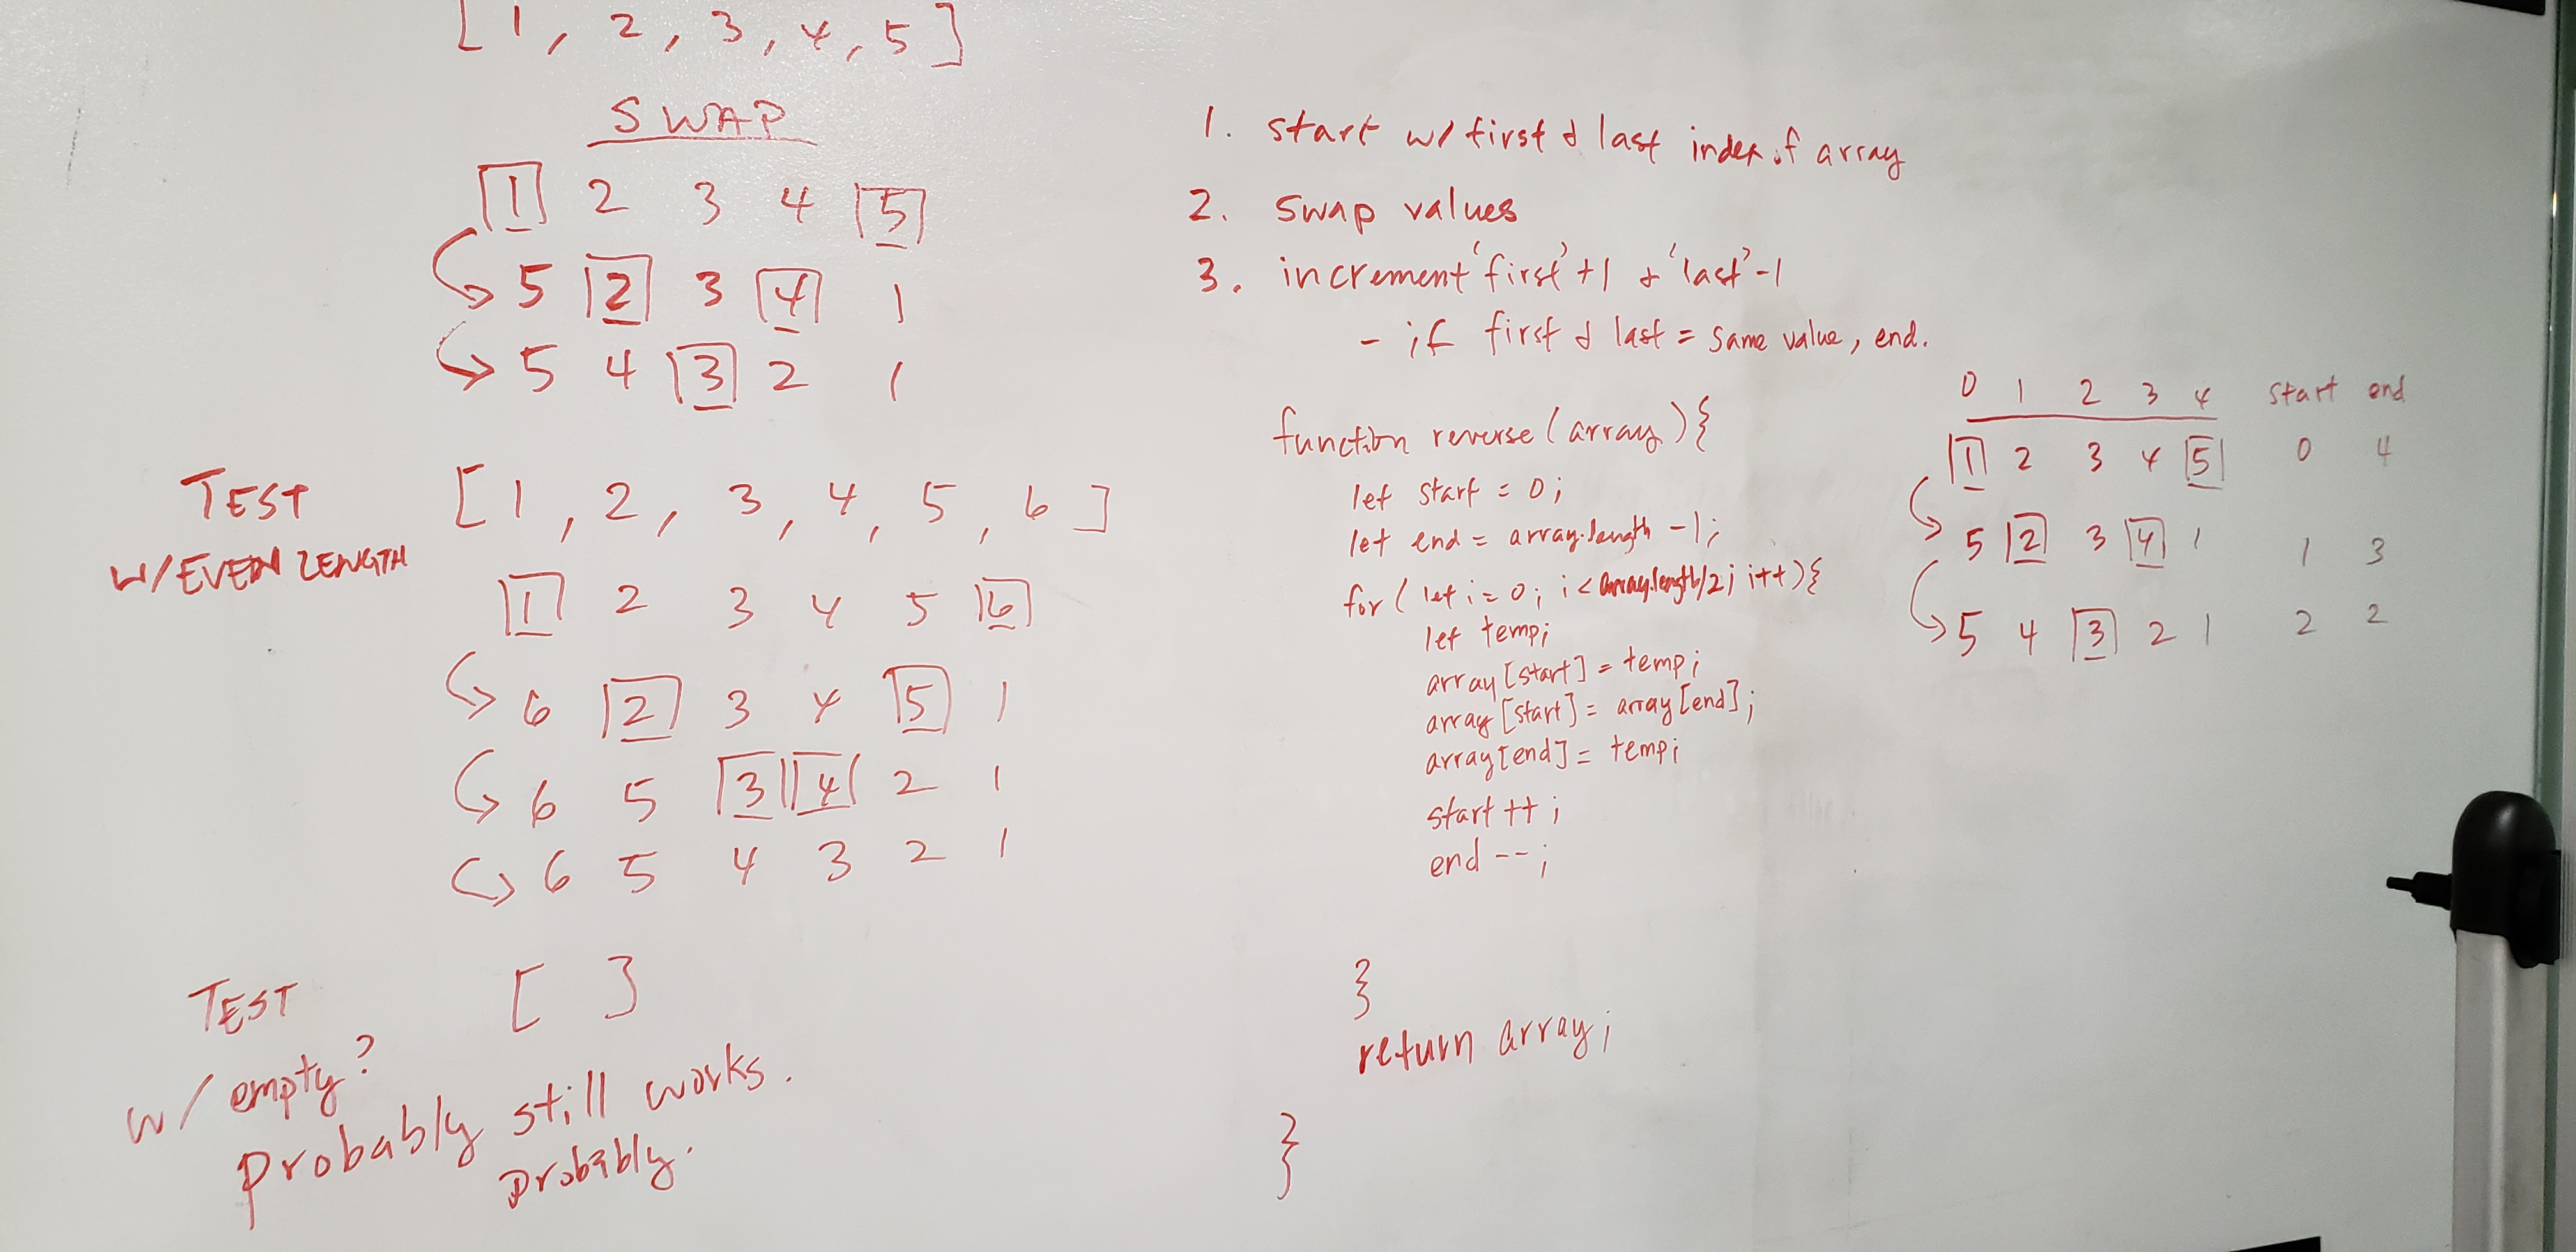 [ 1, 2, 3, 4, 5 ]
SWAP
1 2 3 4 5
5 2 3 4 1
5 4 3 2 1
TEST
W/EVEN LENGTH
[ 1, 2, 3, 4, 5, 6 ]
1 2 3 4 5 6
6 2 3 4 5 1
6 5 3 4 2 1
6 5 4 3 2 1
TEST
w/ empty?
[ ]
probably still works.
probably.
1. start w/ first & last index of array
2. swap values
3. increment 'first' +1 & 'last' -1
- if first & last = same value, end.
function reverse (array) {
let start = 0;
let end = array.length -1;
for ( let i = 0; i < array.length/2; i++) {
let temp;
array[start] = temp;
array[start] = array[end];
array[end] = temp;
start ++;
end --;
}
return array;
}
0 1 2 3 4 start end
1 2 3 4 5 0 4
5 2 3 4 1 1 3
5 4 3 2 1 2 2